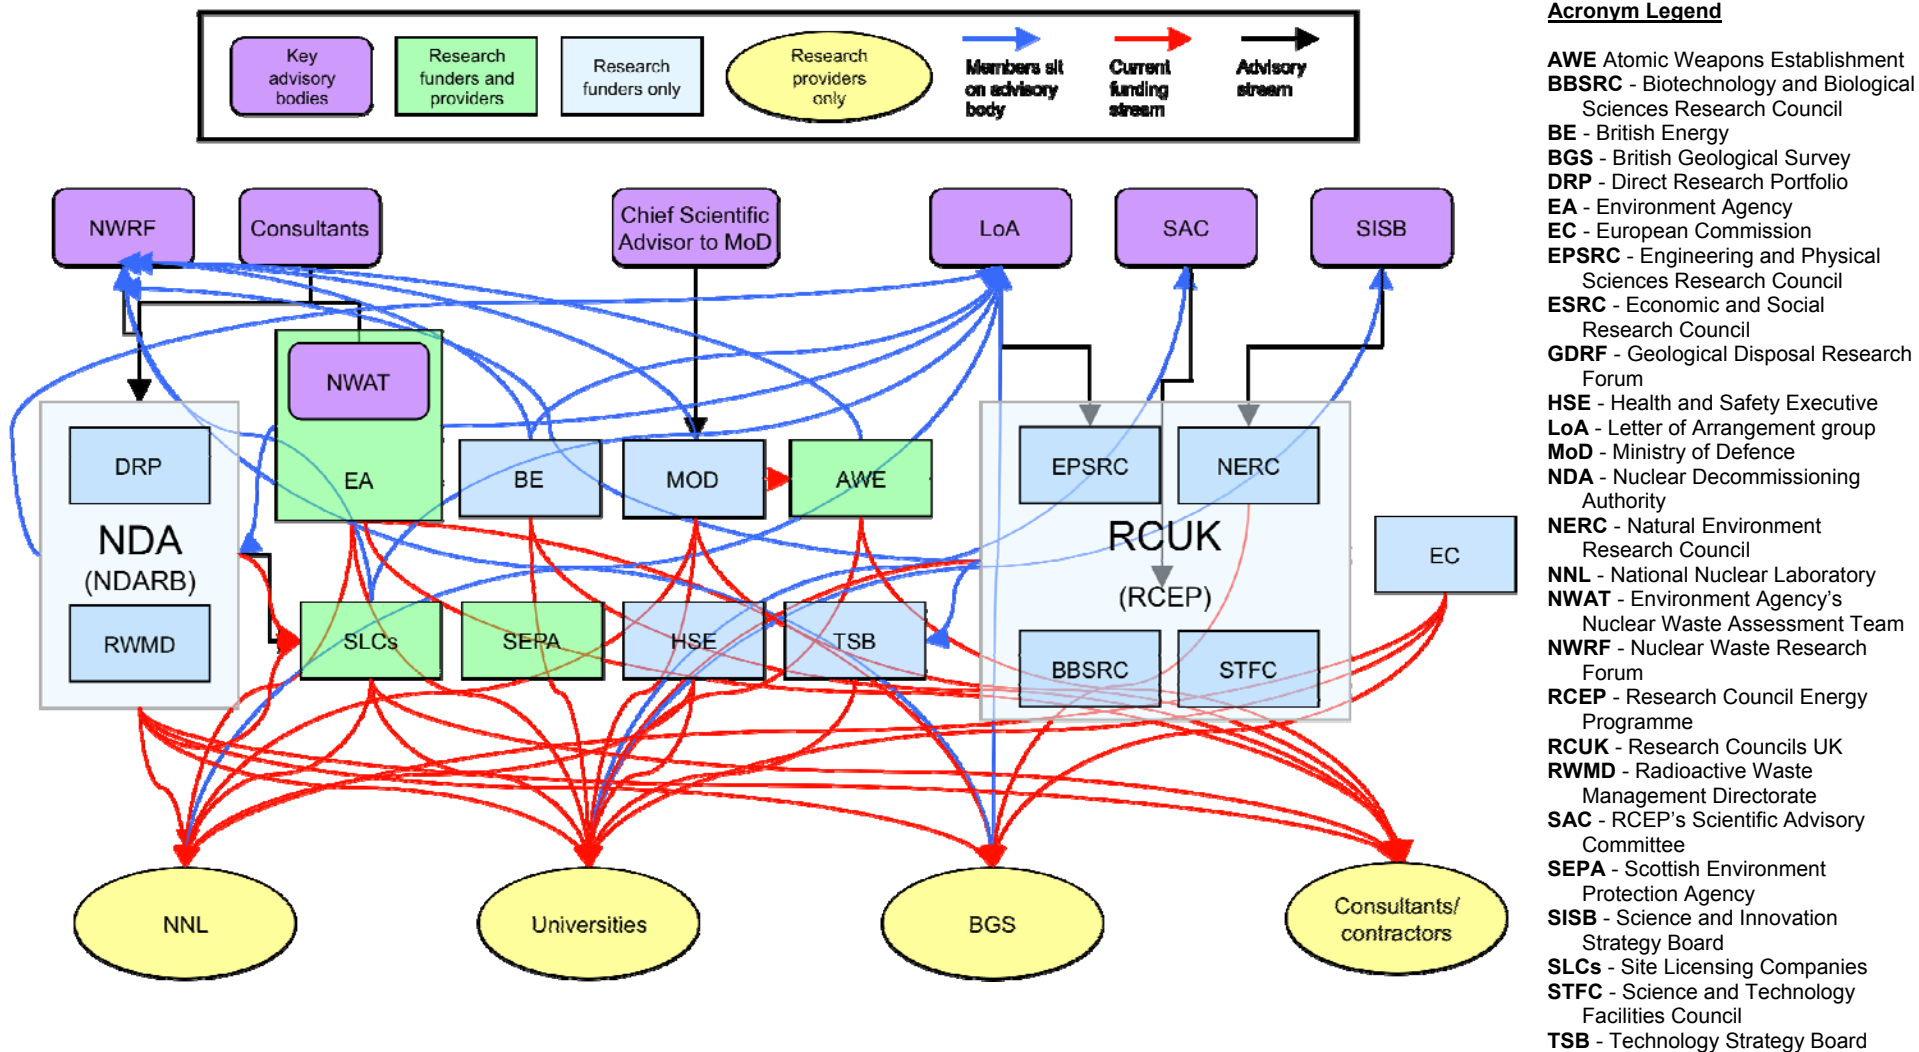 Key
advisory
bodies
Research
funders and
providers
Research
funders only
Research
providers
only
Members sit
on advisory
body
Current
funding
stream
Advisory
stream
NWRF
Consultants
Chief Scientific
Advisor to MoD
LoA
SAC
SISB
NWAT
EA
DRP
NDA
(NDARB)
RWMD
BE
MOD
AWE
EPSRC
NERC
RCUK
(RCEP)
BBSRC
STFC
EC
SLCs
SEPA
HSE
TSB
NNL
Universities
BGS
Consultants/
contractors
Acronym Legend
AWE Atomic Weapons Establishment
BBSRC - Biotechnology and Biological
Sciences Research Council
BE - British Energy
BGS - British Geological Survey
DRP - Direct Research Portfolio
EA - Environment Agency
EC - European Commission
EPSRC - Engineering and Physical
Sciences Research Council
ESRC - Economic and Social
Research Council
GDRF - Geological Disposal Research
Forum
HSE - Health and Safety Executive
LoA - Letter of Arrangement group
MoD - Ministry of Defence
NDA - Nuclear Decommissioning
Authority
NERC - Natural Environment
Research Council
NNL - National Nuclear Laboratory
NWAT - Environment Agency's
Nuclear Waste Assessment Team
NWRF - Nuclear Waste Research
Forum
RCEP - Research Council Energy
Programme
RCUK - Research Councils UK
RWMD - Radioactive Waste
Management Directorate
SAC - RCEP's Scientific Advisory
Committee
SEPA - Scottish Environment
Protection Agency
SISB - Science and Innovation
Strategy Board
SLCs - Site Licensing Companies
STFC - Science and Technology
Facilities Council
TSB - Technology Strategy Board